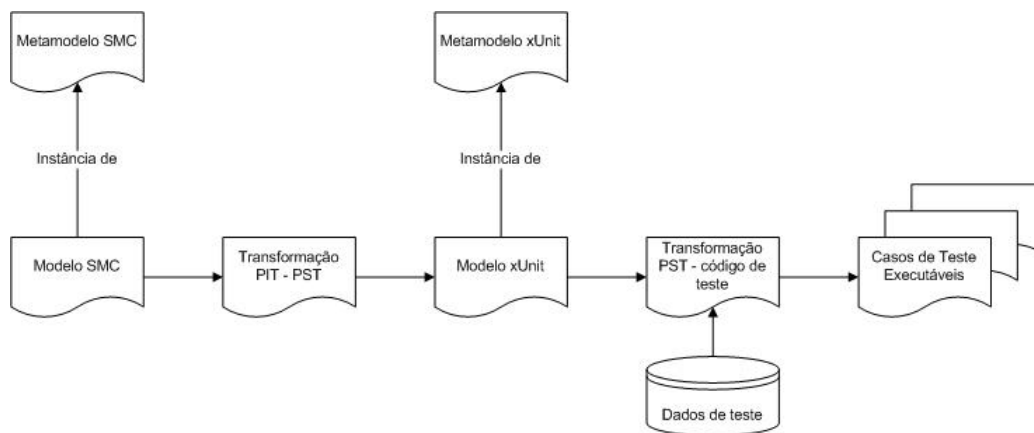 Metamodelo SMC
Metamodelo xUnit
Instância de
Instância de
Modelo SMC
Transformação
PIT - PST
Modelo xUnit
Transformação
PST - código de
teste
Casos de Teste
Executáveis
Dados de teste